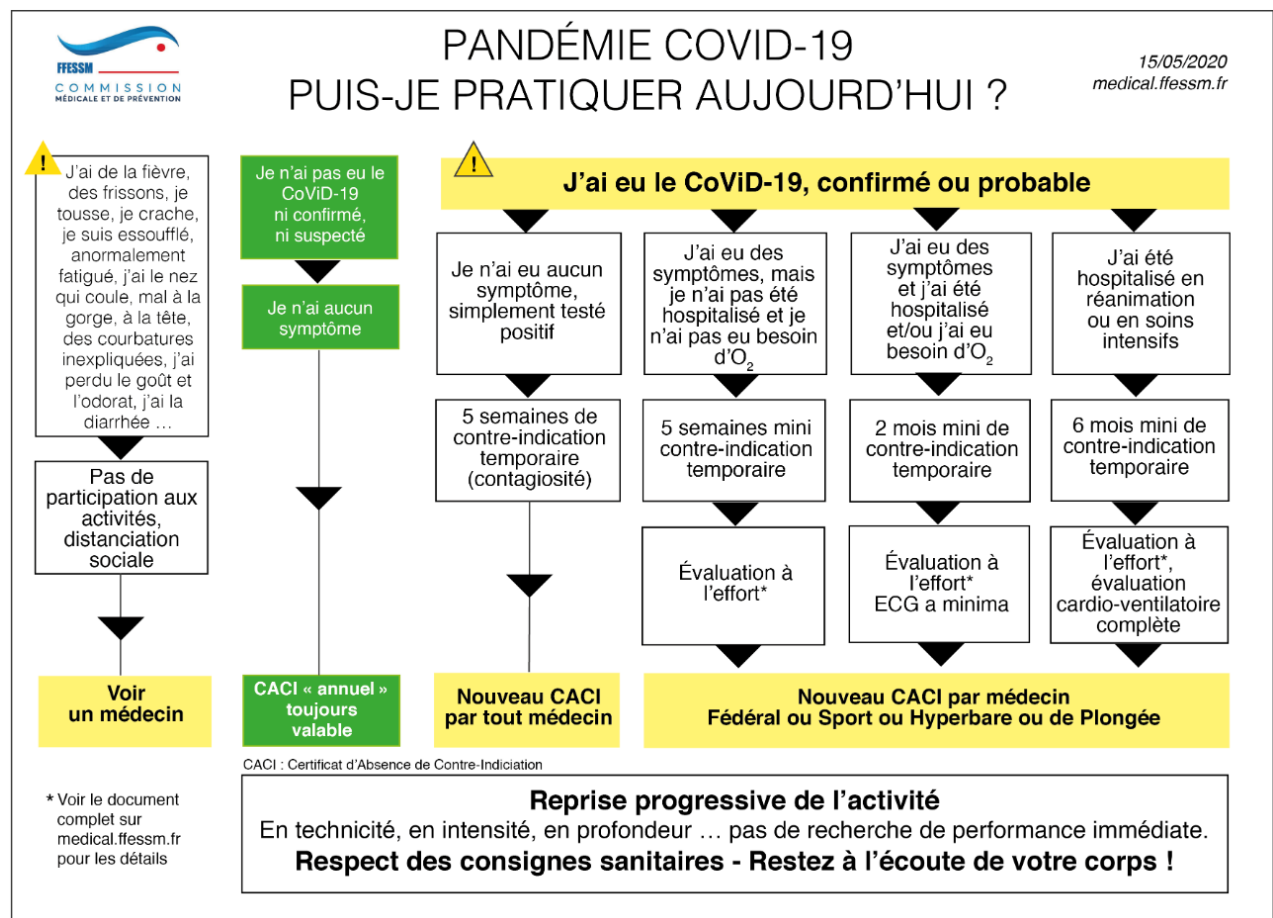 FFESSM
COMMISSION
MÉDICALE ET DE PRÉVENTION
PANDÉMIE COVID-19
PUIS-JE PRATIQUER AUJOURD'HUI ?
15/05/2020
medical.ffessm.fr
!
J'ai de la fièvre,
des frissons, je
tousse, je crache,
je suis essoufflé,
anormalement
fatigué, j'ai le nez
qui coule, mal à la
gorge, à la tête,
des courbatures
inexpliquées, j'ai
perdu le goût et
l'odorat, j'ai la
diarrhée ...
Pas de
participation aux
activités,
distanciation
sociale
Voir
un médecin
Je n'ai pas eu le
CoViD-19
ni confirmé,
ni suspecté
Je n'ai aucun
symptôme
CACI « annuel »
toujours
valable
!
J'ai eu le CoViD-19, confirmé ou probable
Je n'ai eu aucun
symptôme,
simplement testé
positif
5 semaines de
contre-indication
temporaire
(contagiosité)
Nouveau CACI
par tout médecin
J'ai eu des
symptômes, mais
je n'ai pas été
hospitalisé et je
n'ai pas eu besoin
d'O2
5 semaines mini
contre-indication
temporaire
Évaluation à
l'effort*
J'ai eu des
symptômes
et j'ai été
hospitalisé
et/ou j'ai eu
besoin d'O2
2 mois mini de
contre-indication
temporaire
Évaluation à
l'effort*
ECG a minima
J'ai été
hospitalisé en
réanimation
ou en soins
intensifs
6 mois mini de
contre-indication
temporaire
Évaluation à
l'effort*,
évaluation
cardio-ventilatoire
complète
Nouveau CACI par médecin
Fédéral ou Sport ou Hyperbare ou de Plongée
CACI : Certificat d'Absence de Contre-Indiciation
* Voir le document
complet sur
medical.ffessm.fr
pour les détails
Reprise progressive de l'activité
En technicité, en intensité, en profondeur ... pas de recherche de performance immédiate.
Respect des consignes sanitaires - Restez à l'écoute de votre corps !